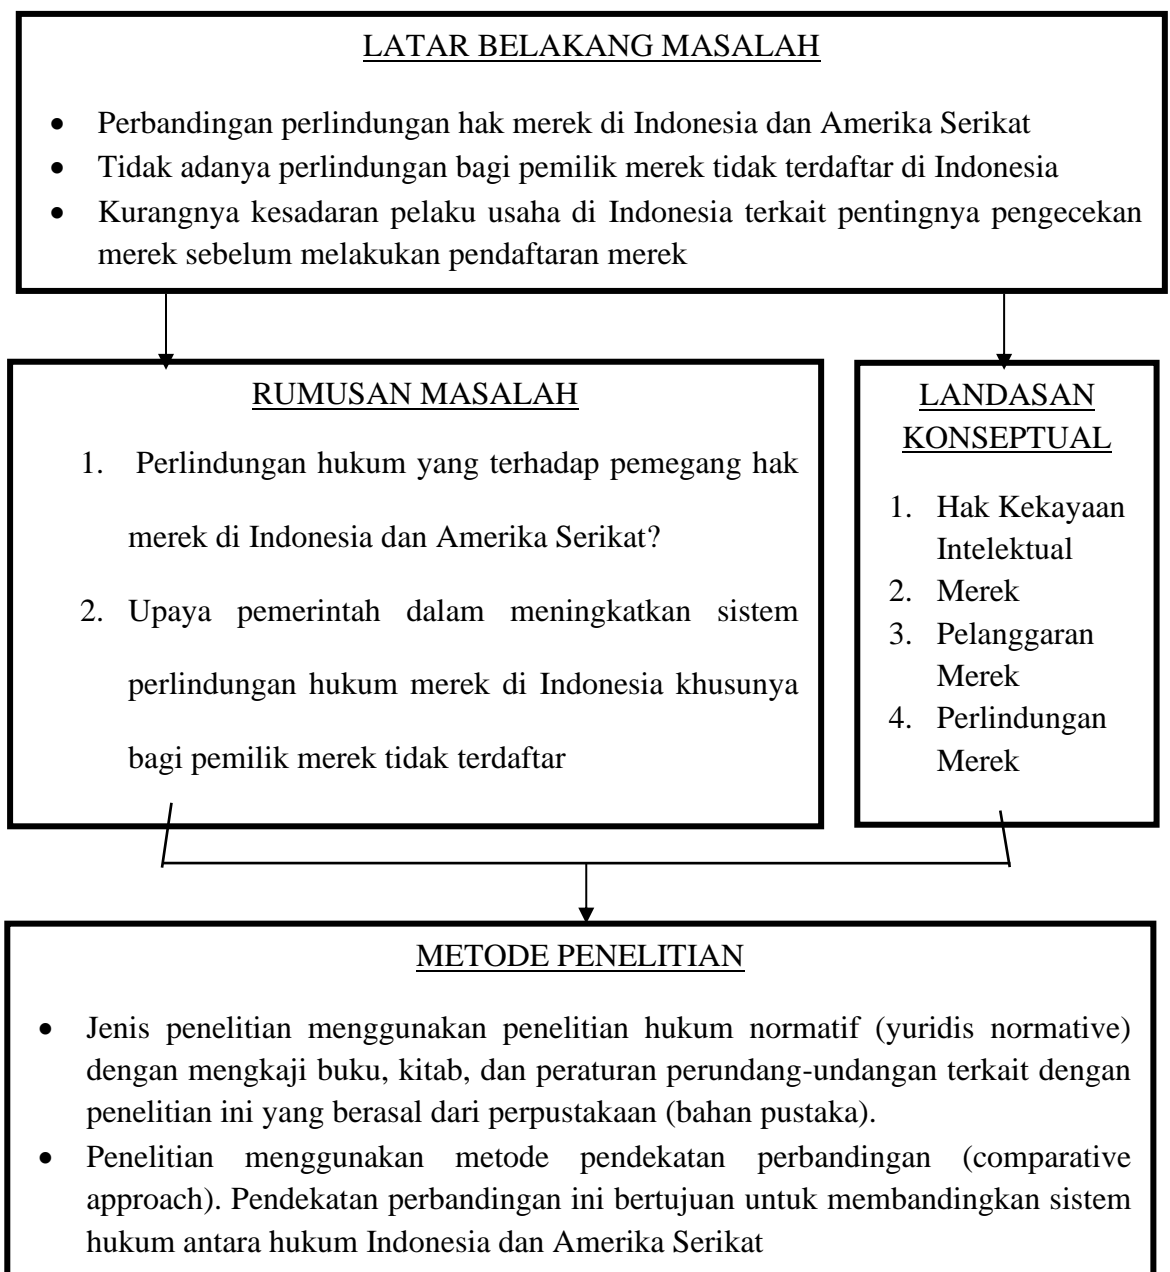 LATAR BELAKANG MASALAH
• Perbandingan perlindungan hak merek di Indonesia dan Amerika Serikat
• Tidak adanya perlindungan bagi pemilik merek tidak terdaftar di Indonesia
• Kurangnya kesadaran pelaku usaha di Indonesia terkait pentingnya pengecekan
merek sebelum melakukan pendaftaran merek
RUMUSAN MASALAH
1. Perlindungan hukum yang terhadap pemegang hak
merek di Indonesia dan Amerika Serikat?
2. Upaya pemerintah dalam meningkatkan sistem
perlindungan hukum merek di Indonesia khusunya
bagi pemilik merek tidak terdaftar
LANDASAN
KONSEPTUAL
1. Hak Kekayaan
Intelektual
2. Merek
3. Pelanggaran
Merek
4. Perlindungan
Merek
METODE PENELITIAN
• Jenis penelitian menggunakan penelitian hukum normatif (yuridis normative)
dengan mengkaji buku, kitab, dan peraturan perundang-undangan terkait dengan
penelitian ini yang berasal dari perpustakaan (bahan pustaka).
• Penelitian menggunakan metode pendekatan perbandingan (comparative
approach). Pendekatan perbandingan ini bertujuan untuk membandingkan sistem
hukum antara hukum Indonesia dan Amerika Serikat